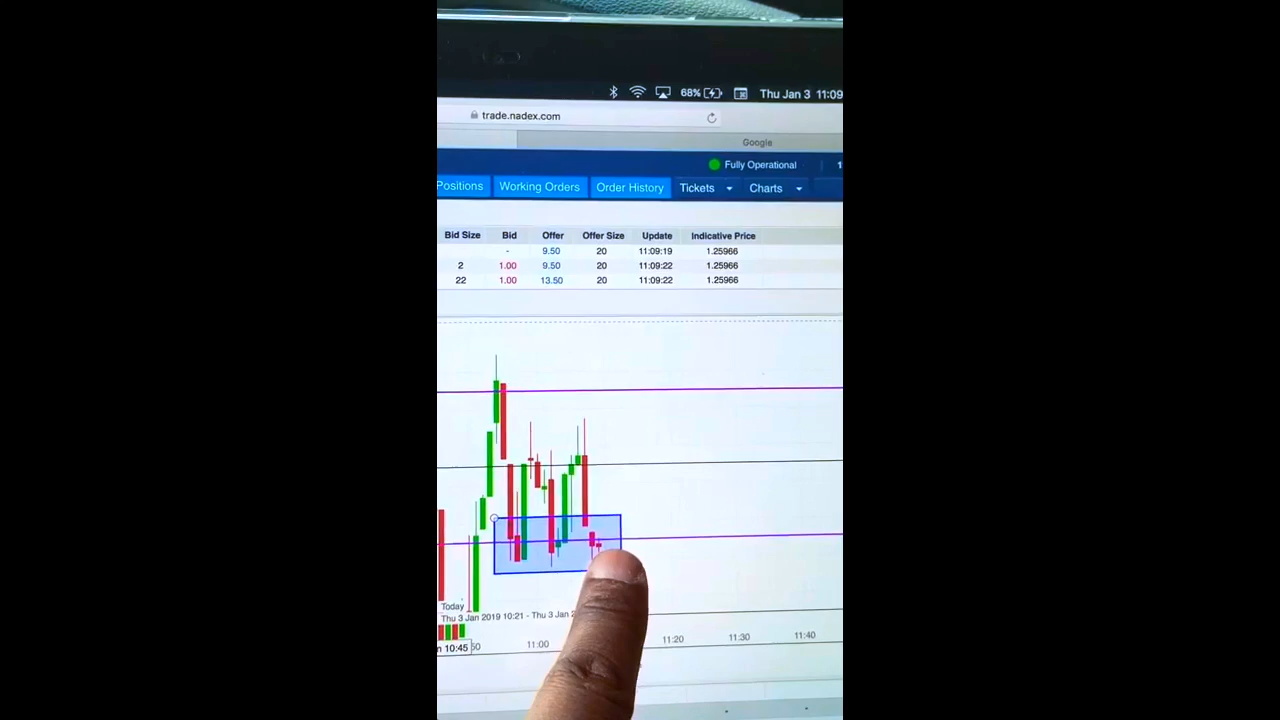 68% Thu Jan 3 11:09
trade.nadex.com
Google
Fully Operational 1
Positions Working Orders Order History Tickets Charts
Bid Size Bid Offer Offer Size Update Indicative Price
- 9.50 20 11:09:19 1.25966
2 1.00 9.50 20 11:09:22 1.25966
22 1.00 13.50 20 11:09:22 1.25966
Today
Thu 3 Jan 2019 10:21 - Thu 3 Jan 2
10:45 50 11:00 11:20 11:30 11:40